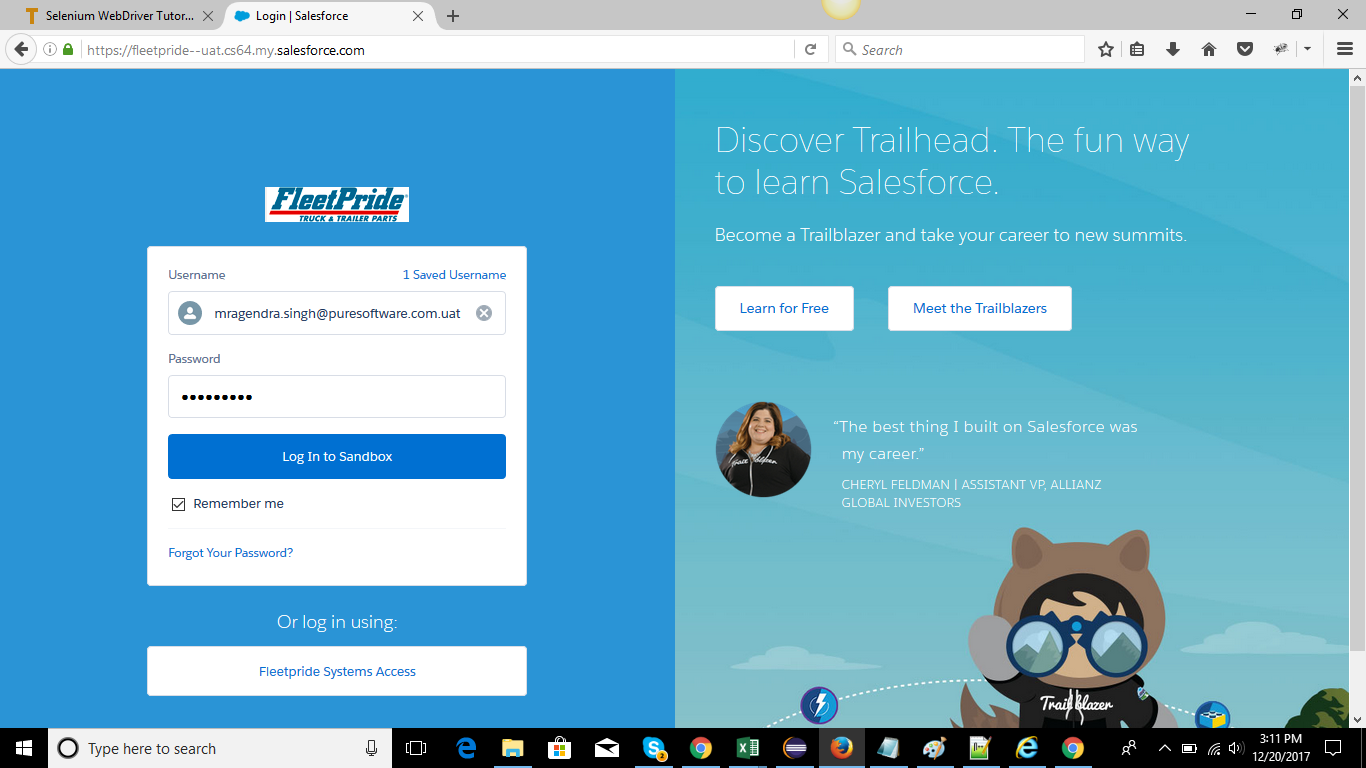 Selenium WebDriver Tutor...
Login | Salesforce
https://fleetpride--uat.cs64.my.salesforce.com
Search
FleetPride
TRUCK & TRAILER PARTS
Username
1 Saved Username
mragendra.singh@puresoftware.com.uat
Password
Log In to Sandbox
Remember me
Forgot Your Password?
Or log in using:
Fleetpride Systems Access
Discover Trailhead. The fun way
to learn Salesforce.
Become a Trailblazer and take your career to new summits.
Learn for Free
Meet the Trailblazers
“The best thing I built on Salesforce was
my career.”
CHERYL FELDMAN | ASSISTANT VP, ALLIANZ
GLOBAL INVESTORS
Trailblazer
Type here to search
3:11 PM
12/20/2017